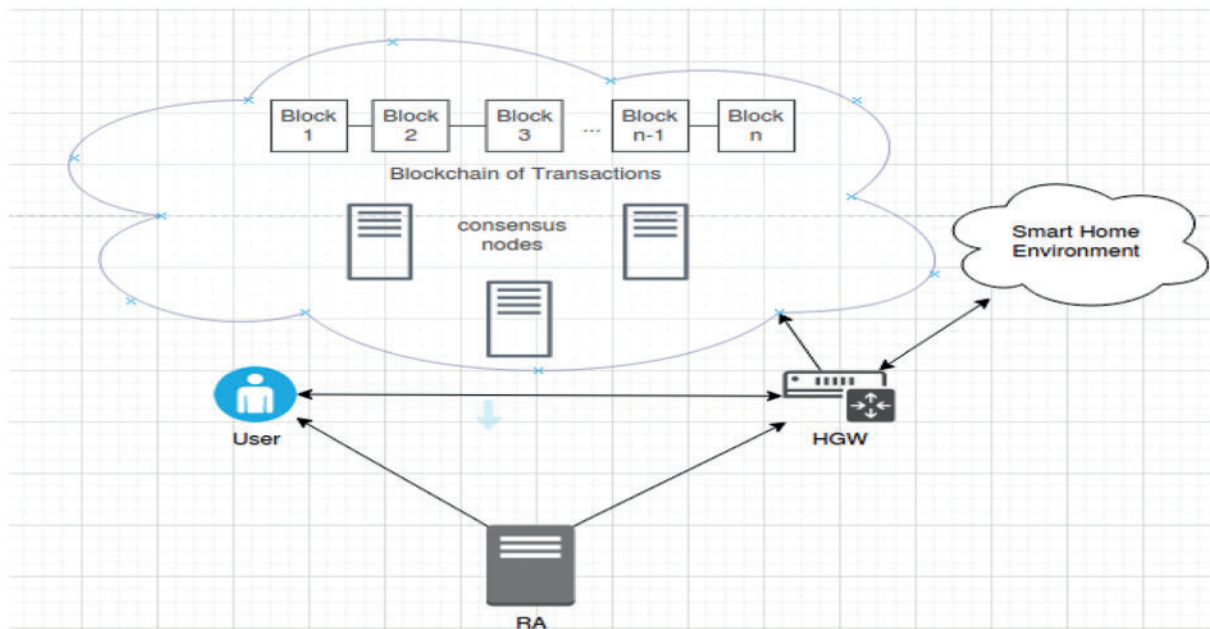 Block 1
Block 2
Block 3
...
Block n-1
Block n
Blockchain of Transactions
consensus nodes
Smart Home
Environment
User
HGW
RA